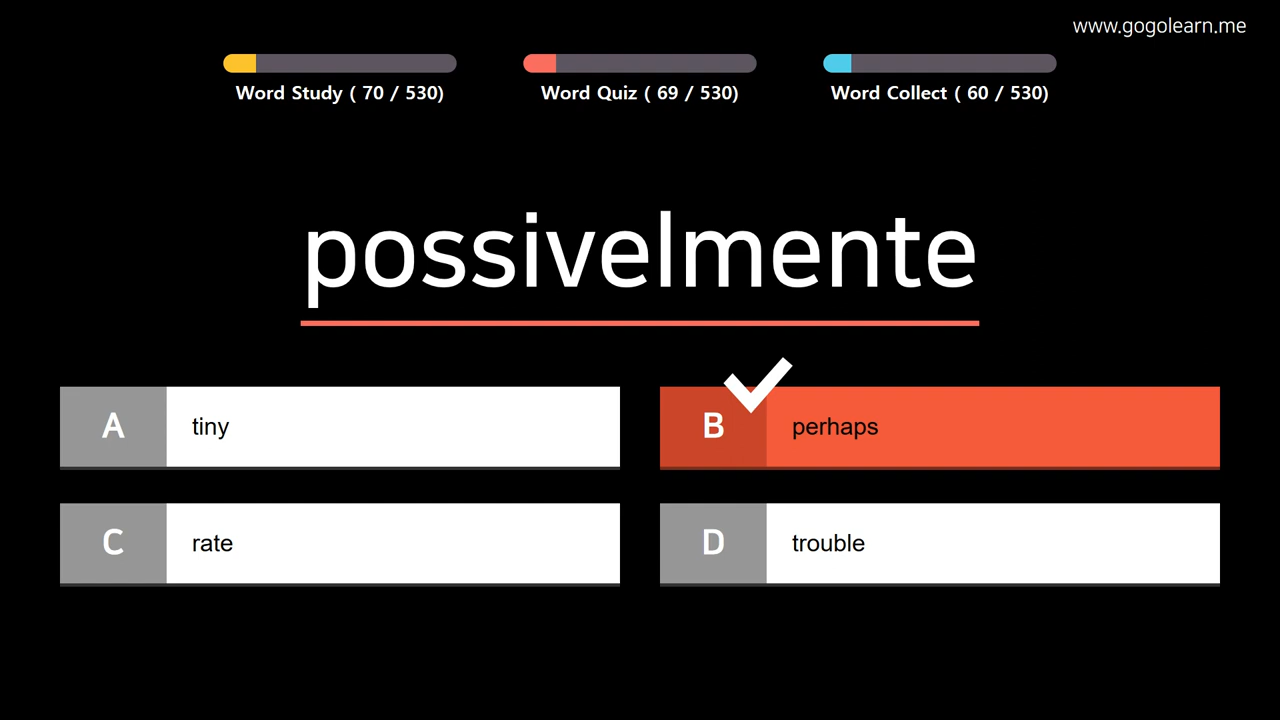 www.gogolearn.me
Word Study ( 70 / 530)
Word Quiz ( 69 / 530)
Word Collect ( 60 / 530)
possivelmente
A
tiny
B
perhaps
C
rate
D
trouble